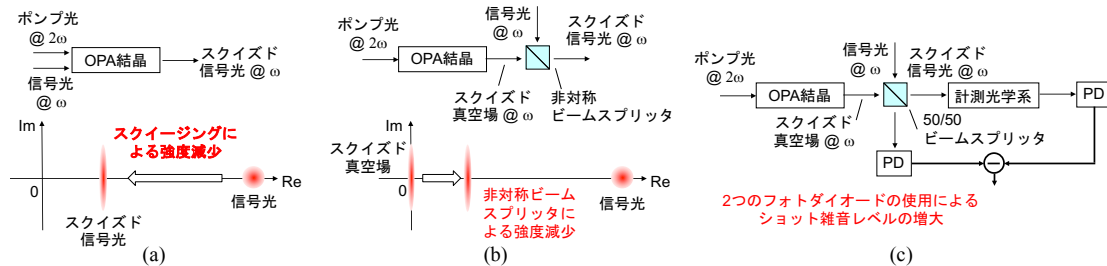 ポンプ光
@ 2ω
OPA結晶
スクイズド
信号光 @ ω
信号光
@ ω
Im
スクイージングに
よる強度減少
0
Re
信号光
スクイズド
信号光
(a)
信号光
@ ω
スクイズド
信号光 @ ω
ポンプ光
@ 2ω
OPA結晶
スクイズド
真空場 @ ω
非対称
ビームスプリッタ
Im
スクイズド
真空場
0
Re
信号光
非対称ビーム
スプリッタに
よる強度減少
(b)
信号光
@ ω
スクイズド
信号光 @ ω
ポンプ光
@ 2ω
OPA結晶
計測光学系
PD
スクイズド
真空場 @ ω
50/50
ビームスプリッタ
PD
2つのフォトダイオードの使用による
ショット雑音レベルの増大
(c)